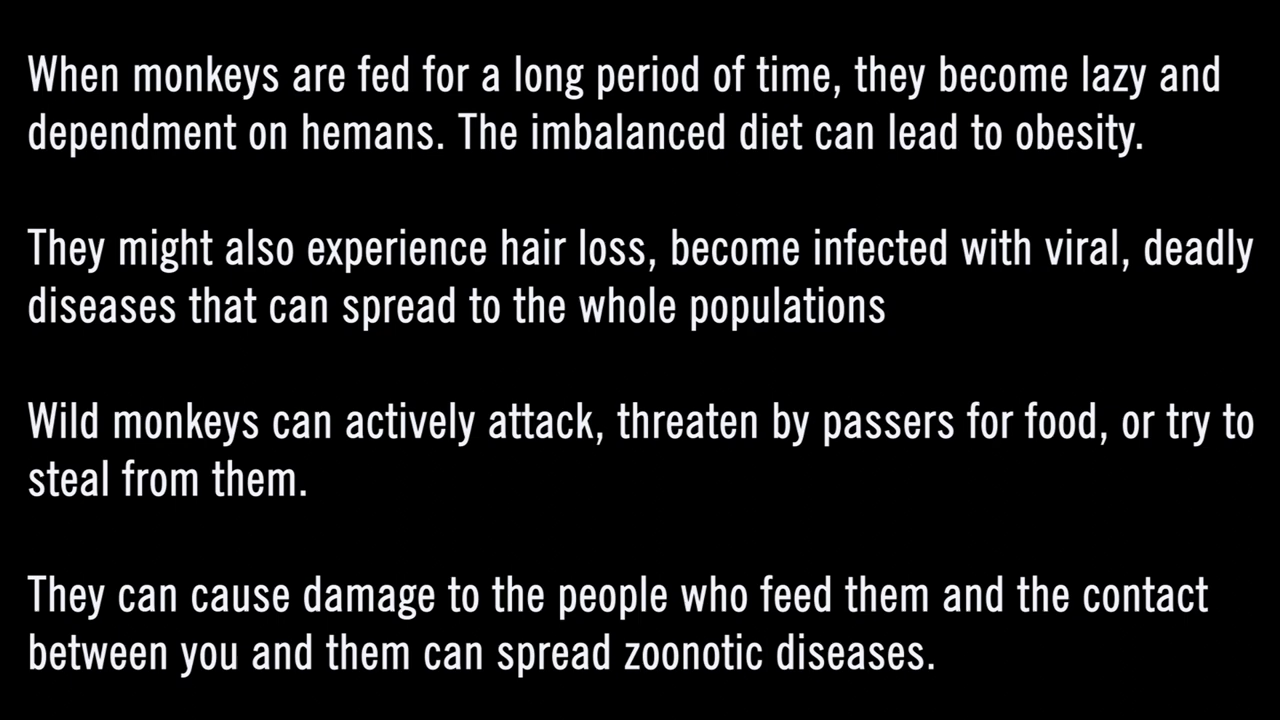 When monkeys are fed for a long period of time, they become lazy and
dependment on hemans. The imbalanced diet can lead to obesity.
They might also experience hair loss, become infected with viral, deadly
diseases that can spread to the whole populations
Wild monkeys can actively attack, threaten by passers for food, or try to
steal from them.
They can cause damage to the people who feed them and the contact
between you and them can spread zoonotic diseases.